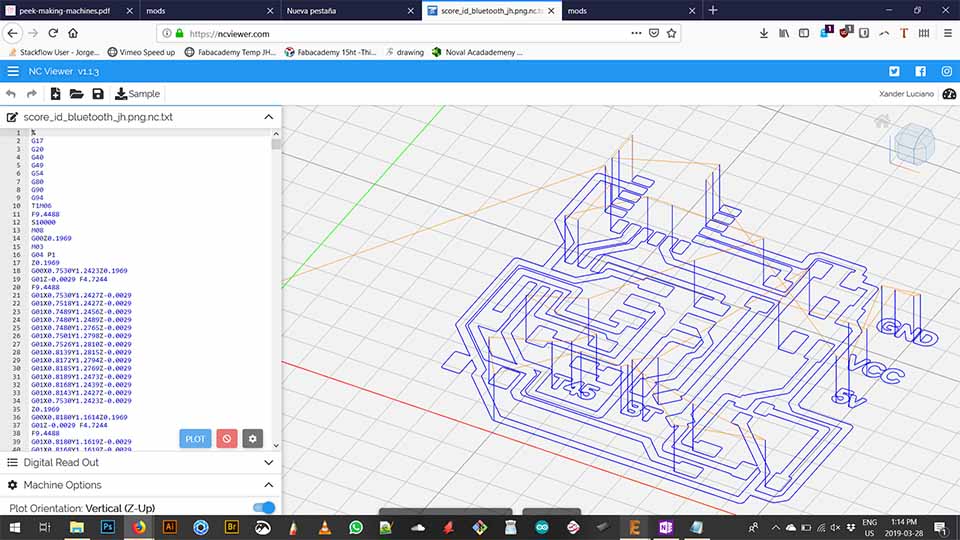 peek-making-machines.pdf
mods
Nueva pestaña
score_id_bluetooth_jh.png.nc.tx
mods
https://ncviewer.com
Stackflow User - Jorge...
Vimeo Speed up
Fabacademy Temp JH...
Fabacademy 15ht -Thi...
drawing
Noval Acadademeny ...
NC Viewer v1.1.3
Sample
Xander Luciano
score_id_bluetooth_jh.png.nc.txt
1 %
2 G17
3 G20
4 G40
5 G49
6 G54
7 G80
8 G90
9 G94
10 T1M06
11 F9.4488
12 S10000
13 M08
14 G00Z0.1969
15 M03
16 G04 P1
17 Z0.1969
18 G00X0.7530Y1.2423Z0.1969
19 G01Z-0.0029 F4.7244
20 F9.4488
21 G01X0.7530Y1.2427Z-0.0029
22 G01X0.7518Y1.2427Z-0.0029
23 G01X0.7489Y1.2456Z-0.0029
24 G01X0.7480Y1.2489Z-0.0029
25 G01X0.7480Y1.2765Z-0.0029
26 G01X0.7501Y1.2798Z-0.0029
27 G01X0.7526Y1.2810Z-0.0029
28 G01X0.8139Y1.2815Z-0.0029
29 G01X0.8172Y1.2794Z-0.0029
30 G01X0.8185Y1.2769Z-0.0029
31 G01X0.8189Y1.2473Z-0.0029
32 G01X0.8168Y1.2439Z-0.0029
33 G01X0.8143Y1.2427Z-0.0029
34 G01X0.7530Y1.2423Z-0.0029
35 Z0.1969
36 G00X0.8180Y1.1614Z0.1969
37 G01Z-0.0029 F4.7244
38 F9.4488
39 G01X0.8180Y1.1619Z-0.0029
40 G01X0.8160Y1.1619Z-0.0029
PLOT
GND
VCC
5V
T45
BT
Digital Read Out
Machine Options
Plot Orientation: Vertical (Z-Up)
ENG
US
1:14 PM
2019-03-28